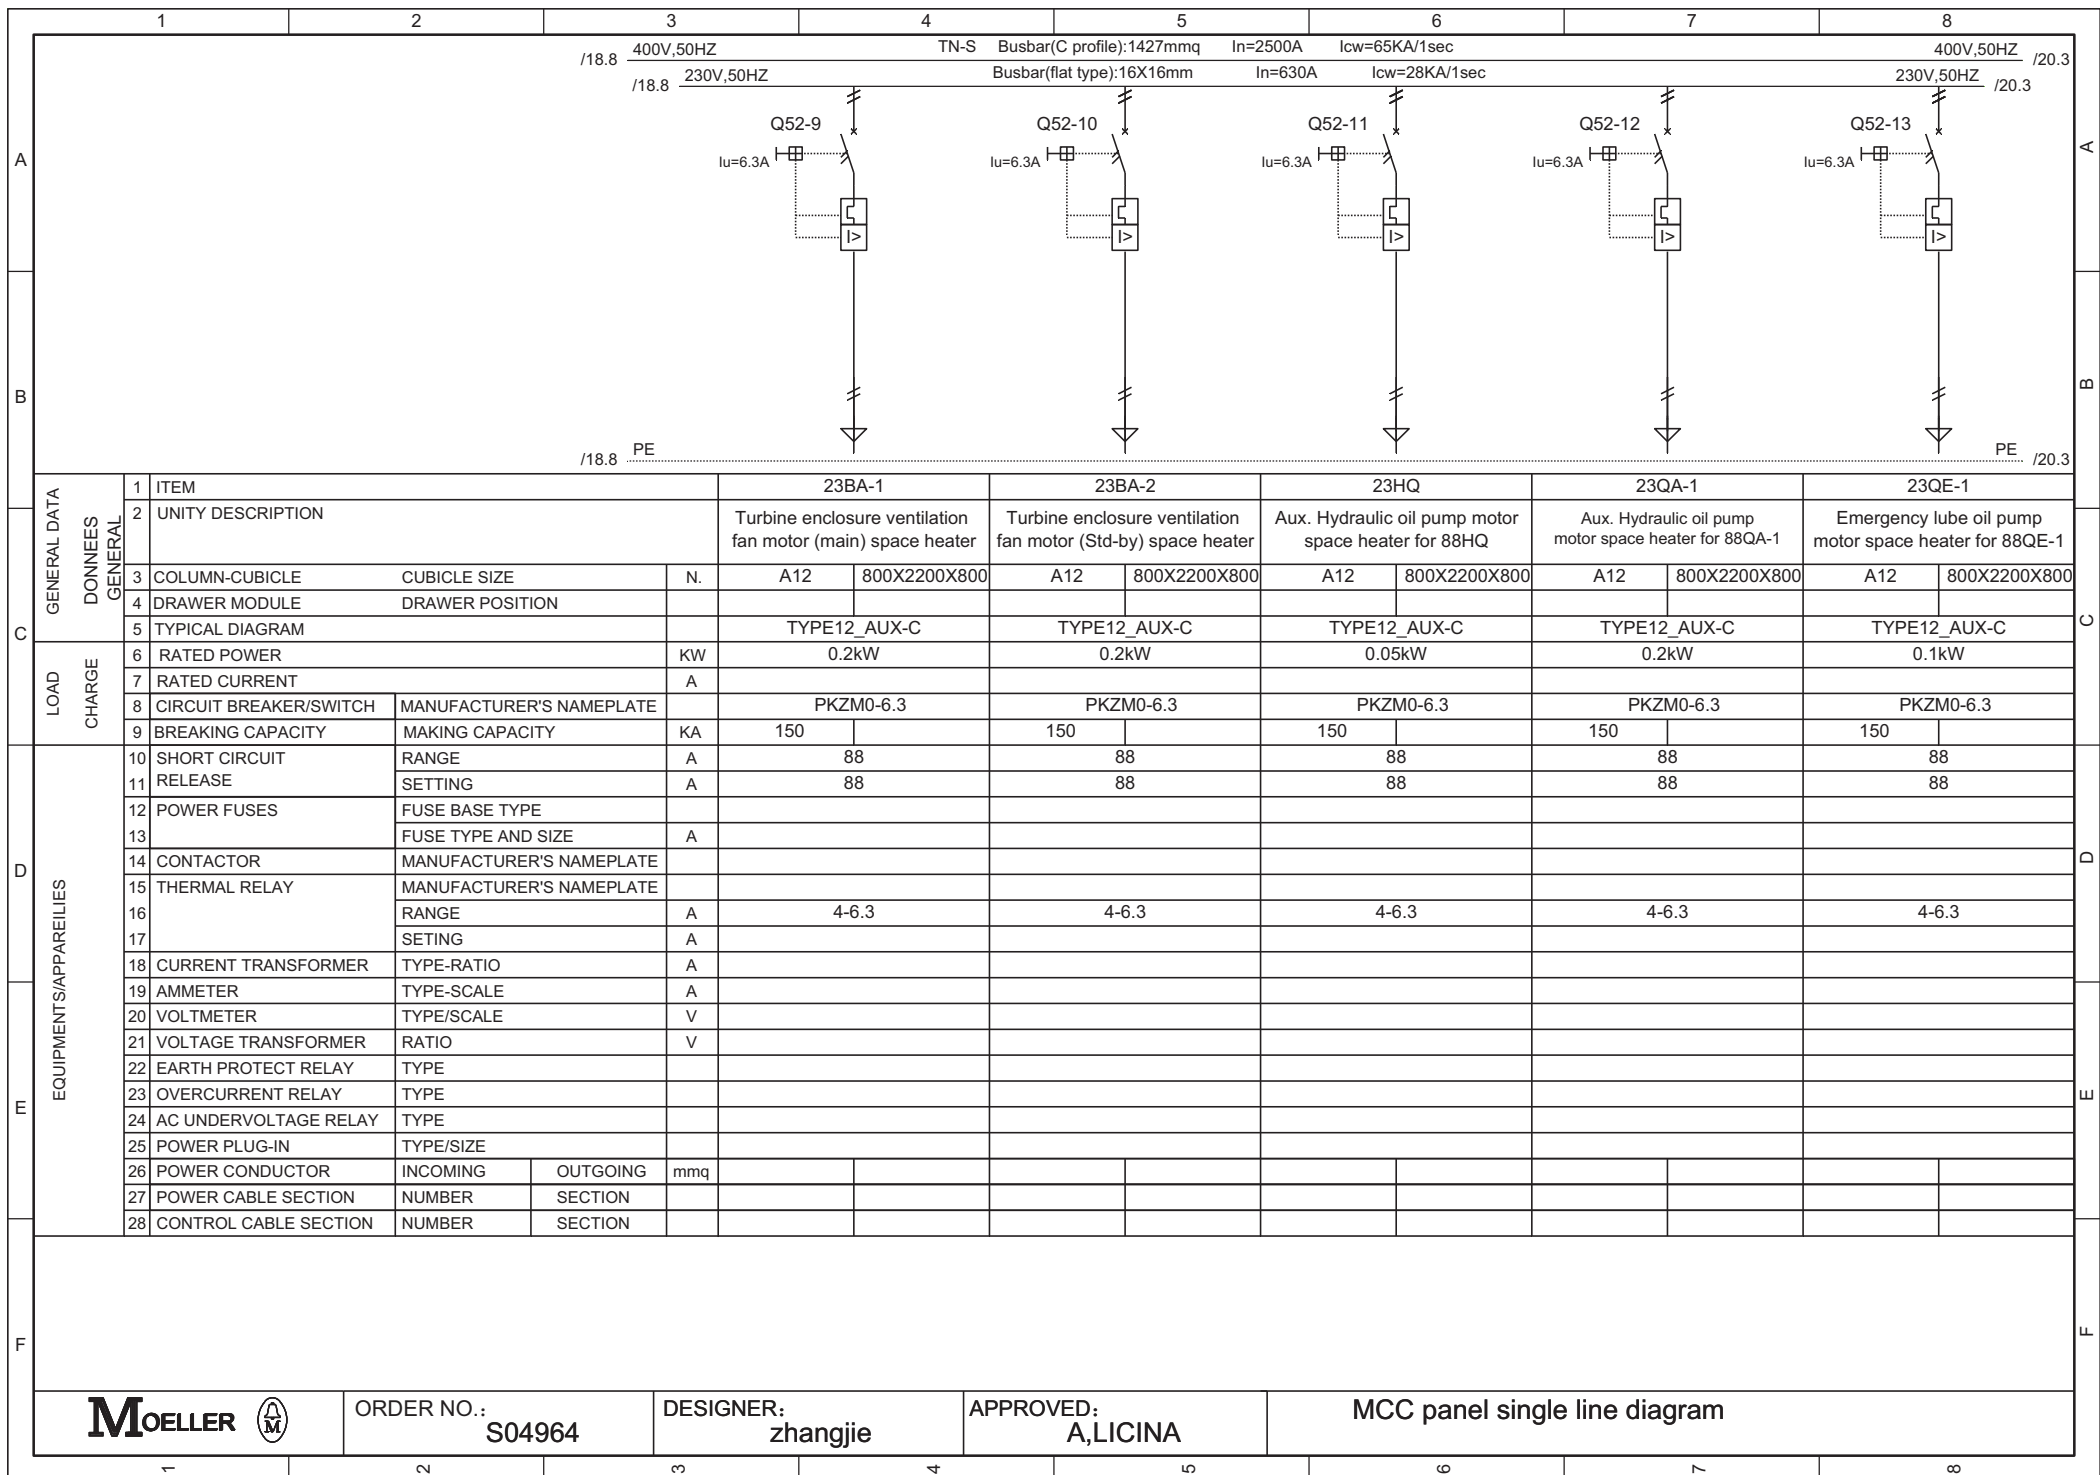 1 2 3 4 5 6 7 8
/18.8 400V,50HZ TN-S Busbar(C profile):1427mmq In=2500A Icw=65KA/1sec 400V,50HZ /20.3
/18.8 230V,50HZ Busbar(flat type):16X16mm In=630A Icw=28KA/1sec 230V,50HZ /20.3
Q52-9 Q52-10 Q52-11 Q52-12 Q52-13
A Iu=6.3A Iu=6.3A Iu=6.3A Iu=6.3A Iu=6.3A A
I> I> I> I> I>
B B
/18.8 PE PE /20.3
GENERAL DATA
DONNEES
GENERAL
1 ITEM 23BA-1 23BA-2 23HQ 23QA-1 23QE-1
2 UNITY DESCRIPTION Turbine enclosure ventilation Turbine enclosure ventilation Aux. Hydraulic oil pump motor Aux. Hydraulic oil pump Emergency lube oil pump
fan motor (main) space heater fan motor (Std-by) space heater space heater for 88HQ motor space heater for 88QA-1 motor space heater for 88QE-1
3 COLUMN-CUBICLE CUBICLE SIZE N. A12 800X2200X800 A12 800X2200X800 A12 800X2200X800 A12 800X2200X800 A12 800X2200X800
4 DRAWER MODULE DRAWER POSITION
C 5 TYPICAL DIAGRAM TYPE12_AUX-C TYPE12_AUX-C TYPE12_AUX-C TYPE12_AUX-C TYPE12_AUX-C C
LOAD
CHARGE
6 RATED POWER KW 0.2kW 0.2kW 0.05kW 0.2kW 0.1kW
7 RATED CURRENT A
8 CIRCUIT BREAKER/SWITCH MANUFACTURER'S NAMEPLATE PKZM0-6.3 PKZM0-6.3 PKZM0-6.3 PKZM0-6.3 PKZM0-6.3
9 BREAKING CAPACITY MAKING CAPACITY KA 150 150 150 150 150
EQUIPMENTS/APPAREILIES
10 SHORT CIRCUIT RANGE A 88 88 88 88 88
11 RELEASE SETTING A 88 88 88 88 88
12 POWER FUSES FUSE BASE TYPE
13 FUSE TYPE AND SIZE A
D 14 CONTACTOR MANUFACTURER'S NAMEPLATE D
15 THERMAL RELAY MANUFACTURER'S NAMEPLATE
16 RANGE A 4-6.3 4-6.3 4-6.3 4-6.3 4-6.3
17 SETING A
18 CURRENT TRANSFORMER TYPE-RATIO A
19 AMMETER TYPE-SCALE A
20 VOLTMETER TYPE/SCALE V
21 VOLTAGE TRANSFORMER RATIO V
22 EARTH PROTECT RELAY TYPE
E 23 OVERCURRENT RELAY TYPE E
24 AC UNDERVOLTAGE RELAY TYPE
25 POWER PLUG-IN TYPE/SIZE
26 POWER CONDUCTOR INCOMING OUTGOING mmq
27 POWER CABLE SECTION NUMBER SECTION
28 CONTROL CABLE SECTION NUMBER SECTION
F F
MOELLER M ORDER NO.: DESIGNER: APPROVED: MCC panel single line diagram
S04964 zhangjie A,LICINA
1 2 3 4 5 6 7 8